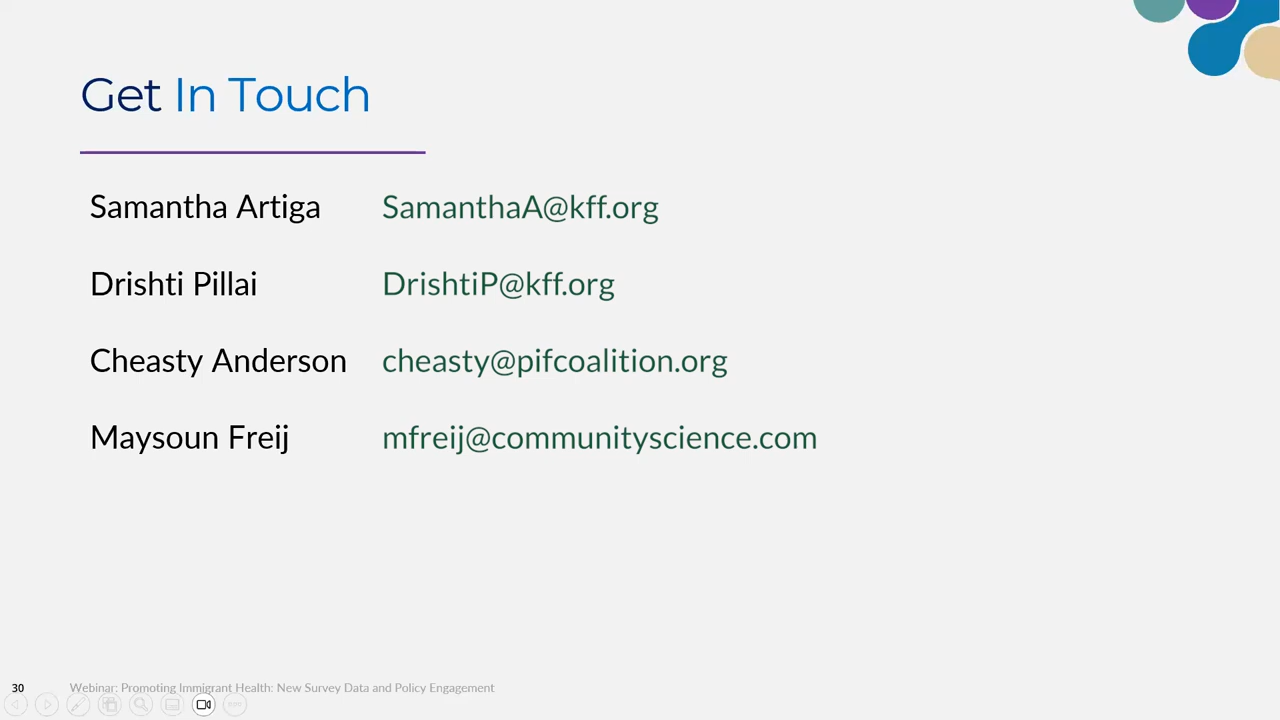 Get In Touch
Samantha Artiga SamanthaA@kff.org
Drishti Pillai DrishtiP@kff.org
Cheasty Anderson cheasty@pifcoalition.org
Maysoun Freij mfreij@communityscience.com
30 Webinar: Promoting Immigrant Health: New Survey Data and Policy Engagement